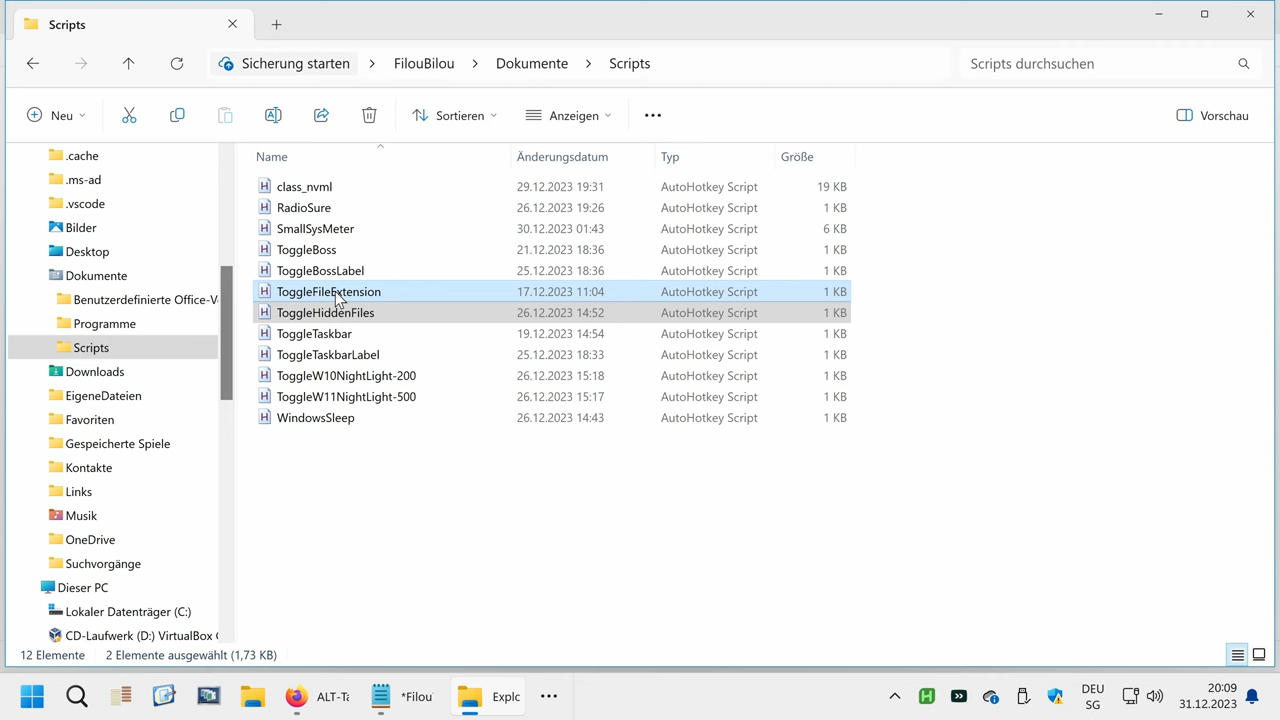 Scripts
Sicherung starten FilouBilou Dokumente Scripts Scripts durchsuchen
Neu Sortieren Anzeigen Vorschau
.cache
.ms-ad
.vscode
Bilder
Desktop
Dokumente
Benutzerdefinierte Office-V
Programme
Scripts
Downloads
EigeneDateien
Favoriten
Gespeicherte Spiele
Kontakte
Links
Musik
OneDrive
Suchvorgänge
Dieser PC
Lokaler Datenträger (C:)
CD-Laufwerk (D:) VirtualBox
Name Änderungsdatum Typ Größe
class_nvml 29.12.2023 19:31 AutoHotkey Script 19 KB
RadioSure 26.12.2023 19:26 AutoHotkey Script 1 KB
SmallSysMeter 30.12.2023 01:43 AutoHotkey Script 6 KB
ToggleBoss 21.12.2023 18:36 AutoHotkey Script 1 KB
ToggleBossLabel 25.12.2023 18:36 AutoHotkey Script 1 KB
ToggleFileExtension 17.12.2023 11:04 AutoHotkey Script 1 KB
ToggleHiddenFiles 26.12.2023 14:52 AutoHotkey Script 1 KB
ToggleTaskbar 19.12.2023 14:54 AutoHotkey Script 1 KB
ToggleTaskbarLabel 25.12.2023 18:33 AutoHotkey Script 1 KB
ToggleW10NightLight-200 26.12.2023 15:18 AutoHotkey Script 1 KB
ToggleW11NightLight-500 26.12.2023 15:17 AutoHotkey Script 1 KB
WindowsSleep 26.12.2023 14:43 AutoHotkey Script 1 KB
12 Elemente 2 Elemente ausgewählt (1,73 KB)
ALT-Ta *Filou Explc DEU 20:09
SG 31.12.2023